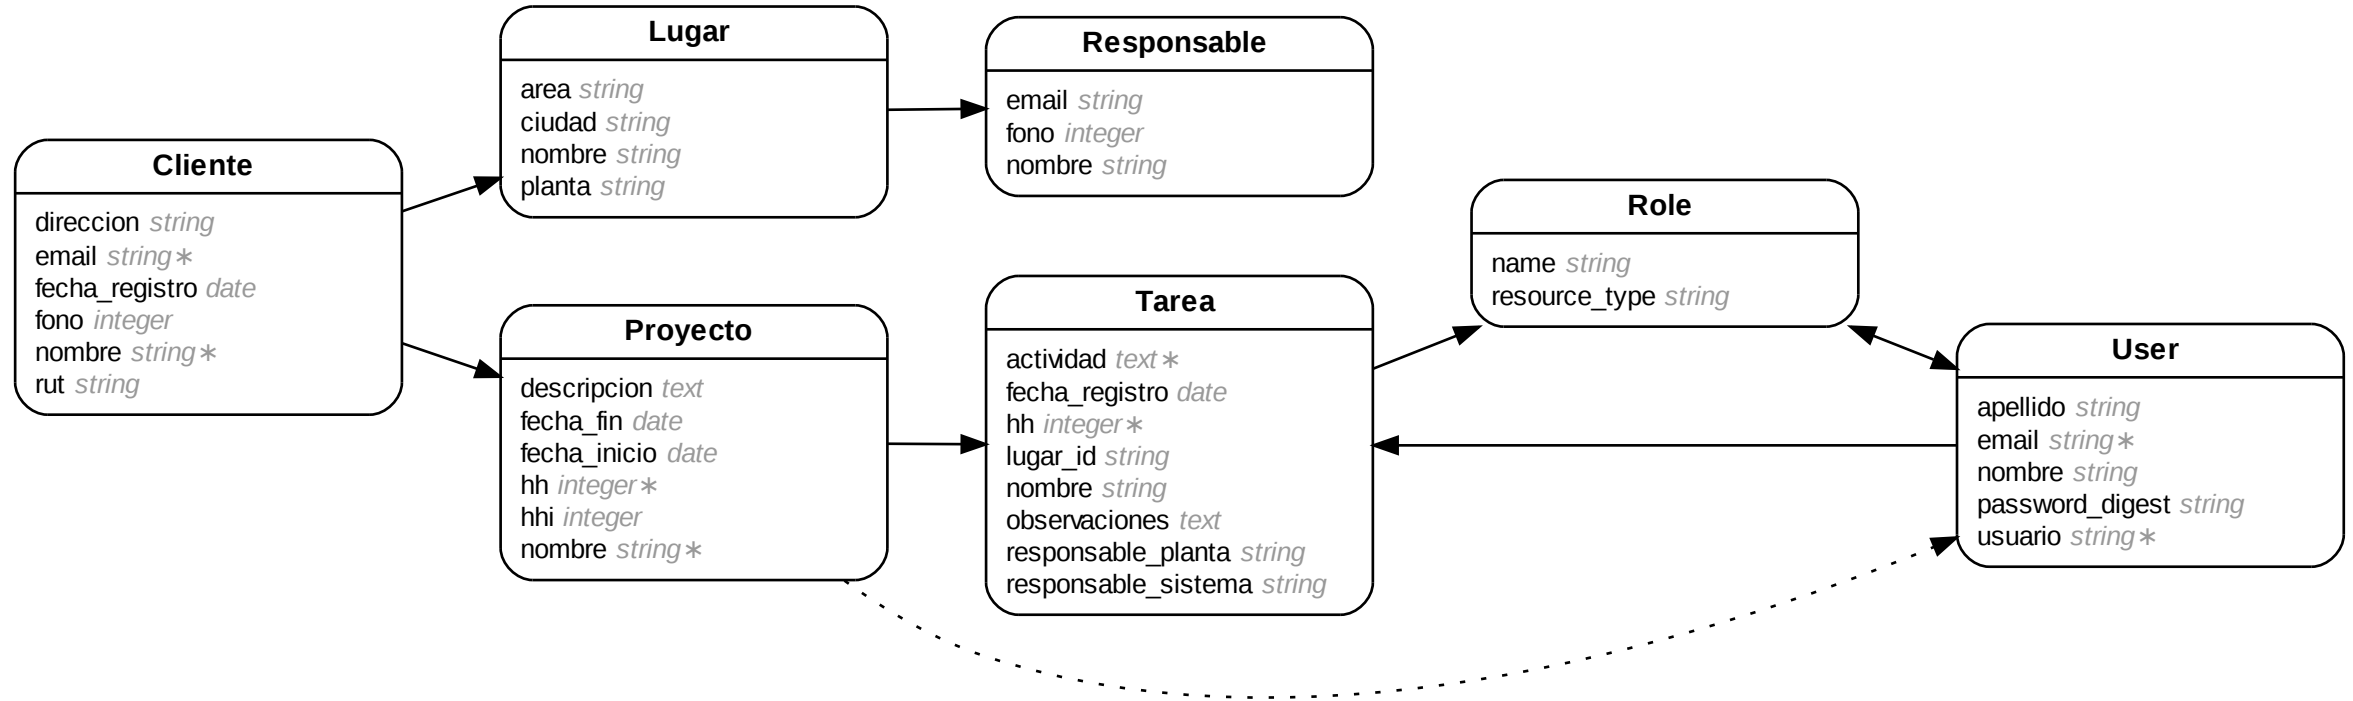 Cliente
direccion string
email string∗
fecha_registro date
fono integer
nombre string∗
rut string
Lugar
area string
ciudad string
nombre string
planta string
Proyecto
descripcion text
fecha_fin date
fecha_inicio date
hh integer∗
hhi integer
nombre string∗
Responsable
email string
fono integer
nombre string
Tarea
actividad text∗
fecha_registro date
hh integer∗
lugar_id string
nombre string
observaciones text
responsable_planta string
responsable_sistema string
Role
name string
resource_type string
User
apellido string
email string∗
nombre string
password_digest string
usuario string∗